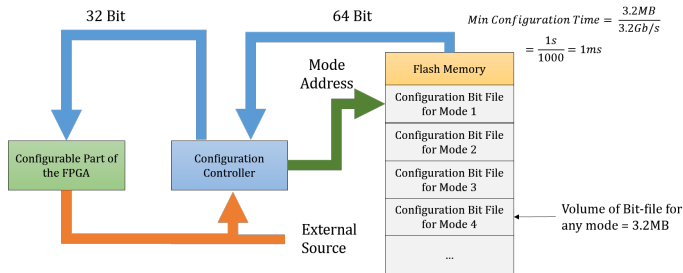 32 Bit
64 Bit
Min Configuration Time = 3.2MB / 3.2Gb/s
= 1s / 1000 = 1ms
Mode
Address
Flash Memory
Configuration Bit File
for Mode 1
Configuration Bit File
for Mode 2
Configurable Part of
the FPGA
Configuration
Controller
Configuration Bit File
for Mode 3
Configuration Bit File
for Mode 4
Volume of Bit-file for
any mode = 3.2MB
External
Source
...